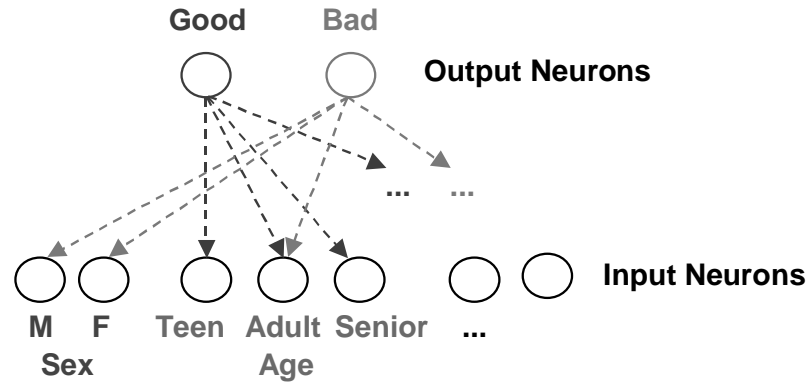 Good Bad
Output Neurons
... ...
Input Neurons
M F Teen Adult Senior ...
Sex Age